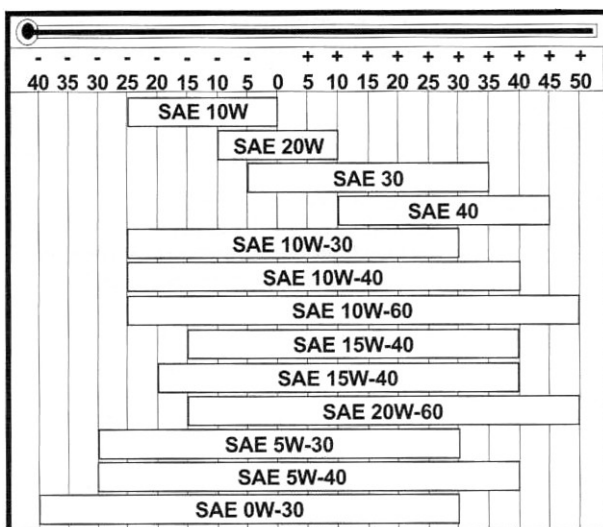 - - - - - - - - + + + + + + + + + +
40 35 30 25 20 15 10 5 0 5 10 15 20 25 30 35 40 45 50
SAE 10W
SAE 20W
SAE 30
SAE 40
SAE 10W-30
SAE 10W-40
SAE 10W-60
SAE 15W-40
SAE 15W-40
SAE 20W-60
SAE 5W-30
SAE 5W-40
SAE 0W-30